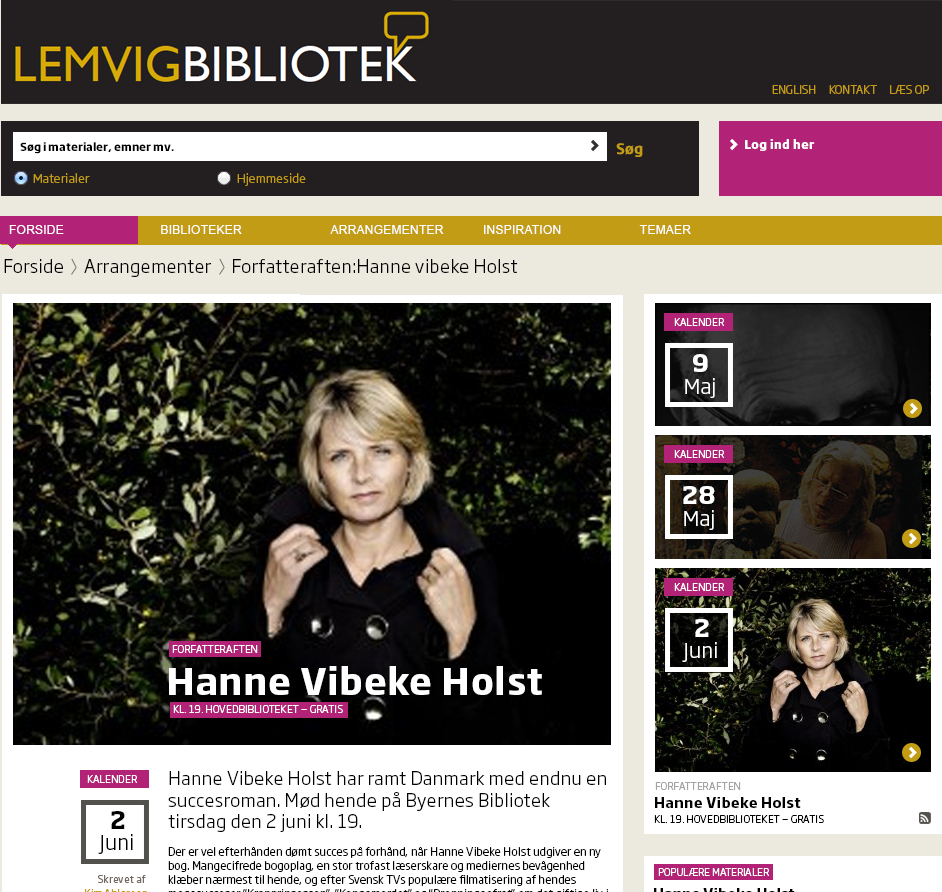 LEMVIGBIBLIOTEK
ENGLISH KONTAKT LÆS OP
Søg i materialer, emner mv.
Søg
Log ind her
Materialer
Hjemmeside
FORSIDE BIBLIOTEKER ARRANGEMENTER INSPIRATION TEMAER
Forside 〉 Arrangementer 〉 Forfatteraften:Hanne vibeke Holst
FORFATTERAFTEN
Hanne Vibeke Holst
KL. 19. HOVEDBIBLIOTEKET – GRATIS
KALENDER
2
Juni
Skrevet af
Hanne Vibeke Holst har ramt Danmark med endnu en
succesroman. Mød hende på Byernes Bibliotek
tirsdag den 2 juni kl. 19.
Der er vel efterhånden dømt succes på forhånd, når Hanne Vibeke Holst udgiver en ny
bog. Mangecifrede bogoplag, en stor trofast læserskare og mediernes bevågenhed
klæber nærmest til hende, og efter Svensk TVs populære filmatisering af hendes
KALENDER
9
Maj
KALENDER
28
Maj
KALENDER
2
Juni
FORFATTERAFTEN
Hanne Vibeke Holst
KL. 19. HOVEDBIBLIOTEKET – GRATIS
POPULÆRE MATERIALER
Hanne Vibeke Holst